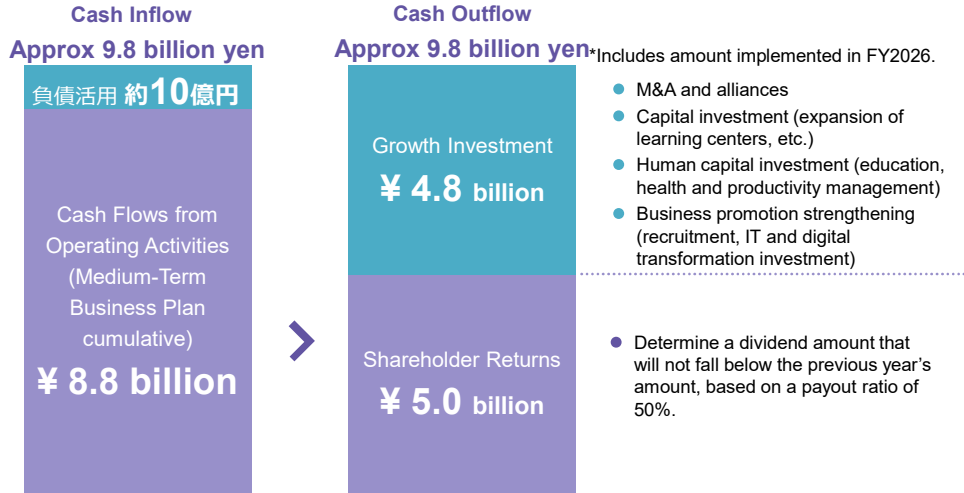 Cash Inflow
Approx 9.8 billion yen
負債活用 約10億円
Cash Flows from
Operating Activities
(Medium-Term
Business Plan
cumulative)
¥ 8.8 billion
Cash Outflow
Approx 9.8 billion yen
Growth Investment
¥ 4.8 billion
Shareholder Returns
¥ 5.0 billion
*Includes amount implemented in FY2026.
M&A and alliances
Capital investment (expansion of
learning centers, etc.)
Human capital investment (education,
health and productivity management)
Business promotion strengthening
(recruitment, IT and digital
transformation investment)
Determine a dividend amount that
will not fall below the previous year’s
amount, based on a payout ratio of
50%.